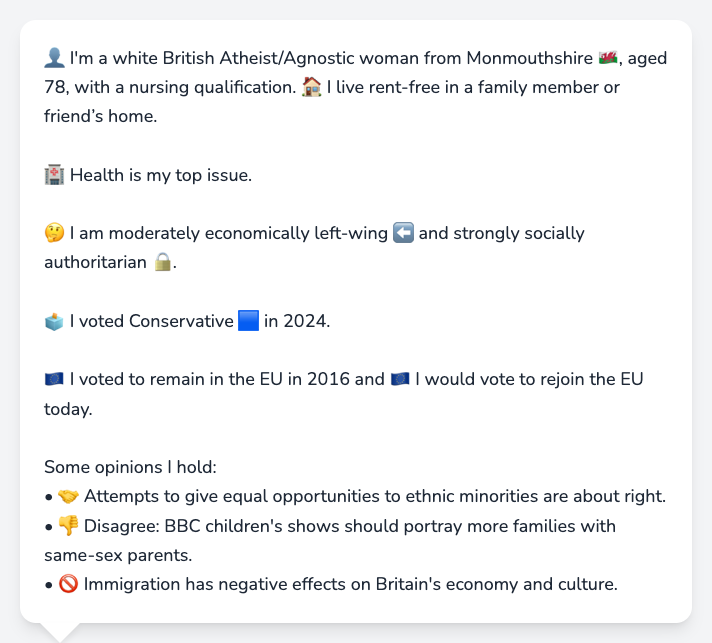 👤 I'm a white British Atheist/Agnostic woman from Monmouthshire 🏴󠁧󠁢󠁷󠁬󠁳󠁿, aged
78, with a nursing qualification. 🏠 I live rent-free in a family member or
friend’s home.
🏥 Health is my top issue.
🤔 I am moderately economically left-wing ⬅️ and strongly socially
authoritarian 🔒.
🗳️ I voted Conservative 🟦 in 2024.
🇪🇺 I voted to remain in the EU in 2016 and 🇪🇺 I would vote to rejoin the EU
today.
Some opinions I hold:
• 🤝 Attempts to give equal opportunities to ethnic minorities are about right.
• 👎 Disagree: BBC children's shows should portray more families with
same-sex parents.
• 🚫 Immigration has negative effects on Britain's economy and culture.